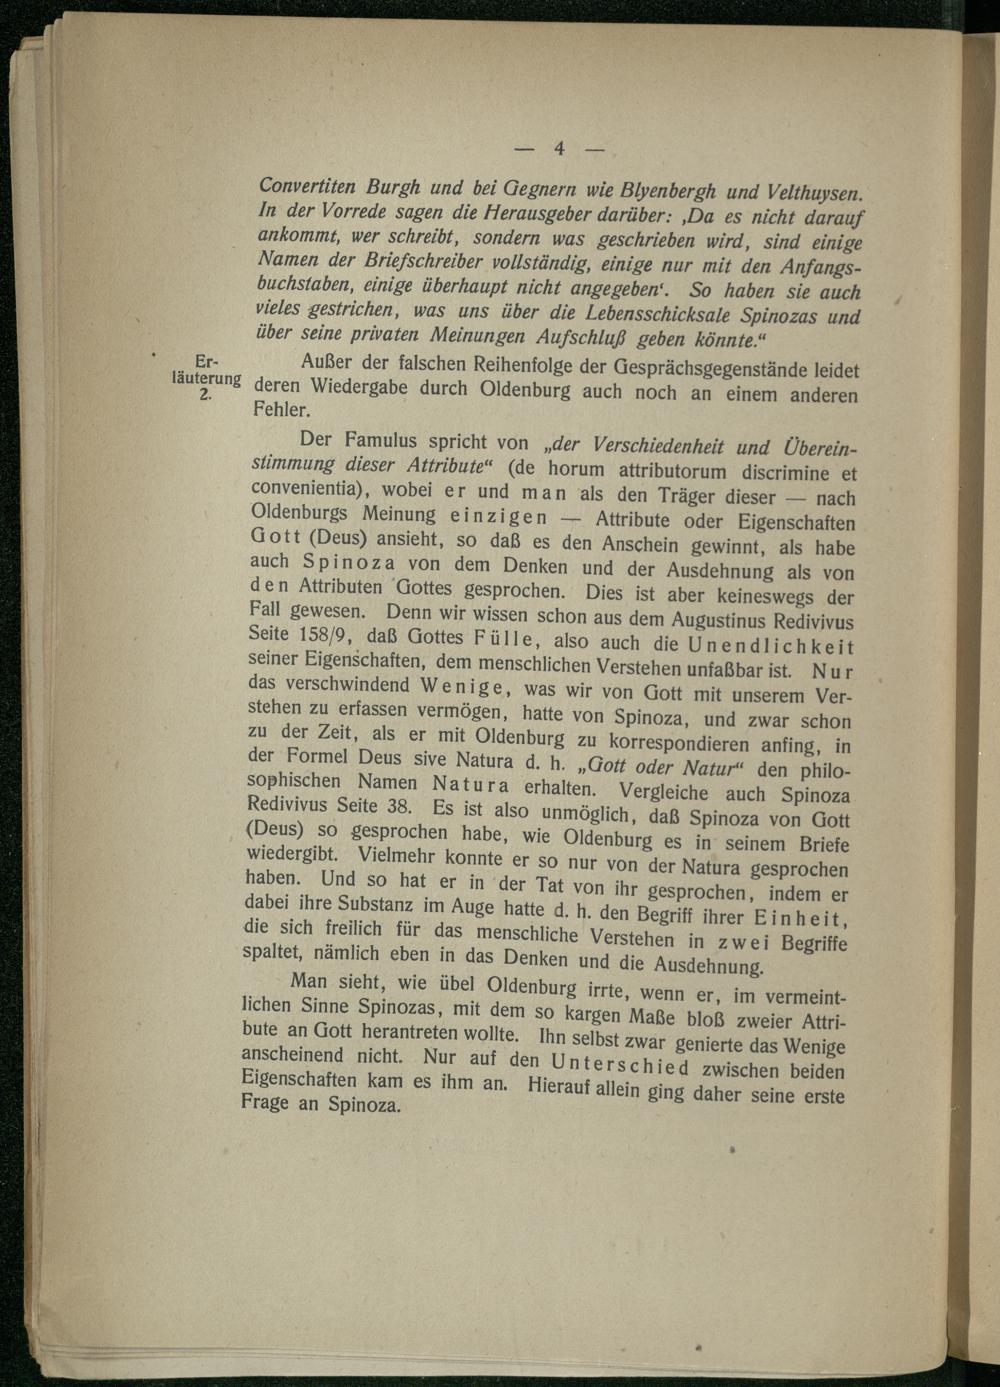 — 4 —
Convertiten Burgh und bei Gegnern wie Blyenbergh und Velthuysen.
In der Vorrede sagen die Herausgeber darüber: ‚Da es nicht darauf
ankommt, wer schreibt, sondern was geschrieben wird, sind einige
Namen der Briefschreiber vollständig, einige nur mit den Anfangs-
buchstaben, einige überhaupt nicht angegeben‘. So haben sie auch
vieles gestrichen, was uns über die Lebensschicksale Spinozas und
über seine privaten Meinungen Aufschluß geben könnte.“
Er-
läuterung
2.
Außer der falschen Reihenfolge der Gesprächsgegenstände leidet
deren Wiedergabe durch Oldenburg auch noch an einem anderen
Fehler.
Der Famulus spricht von „der Verschiedenheit und Überein-
stimmung dieser Attribute“ (de horum attributorum discrimine et
convenientia), wobei er und man als den Träger dieser — nach
Oldenburgs Meinung einzigen — Attribute oder Eigenschaften
Gott (Deus) ansieht, so daß es den Anschein gewinnt, als habe
auch Spinoza von dem Denken und der Ausdehnung als von
den Attributen Gottes gesprochen. Dies ist aber keineswegs der
Fall gewesen. Denn wir wissen schon aus dem Augustinus Redivivus
Seite 158/9, daß Gottes Fülle, also auch die Unendlichkeit
seiner Eigenschaften, dem menschlichen Verstehen unfaßbar ist. Nur
das verschwindend Wenige, was wir von Gott mit unserem Ver-
stehen zu erfassen vermögen, hatte von Spinoza, und zwar schon
zu der Zeit, als er mit Oldenburg zu korrespondieren anfing, in
der Formel Deus sive Natura d. h. „Gott oder Natur“ den philo-
sophischen Namen Natura erhalten. Vergleiche auch Spinoza
Redivivus Seite 38. Es ist also unmöglich, daß Spinoza von Gott
(Deus) so gesprochen habe, wie Oldenburg es in seinem Briefe
wiedergibt. Vielmehr konnte er so nur von der Natura gesprochen
haben. Und so hat er in der Tat von ihr gesprochen, indem er
dabei ihre Substanz im Auge hatte d. h. den Begriff ihrer Einheit,
die sich freilich für das menschliche Verstehen in zwei Begriffe
spaltet, nämlich eben in das Denken und die Ausdehnung.
Man sieht, wie übel Oldenburg irrte, wenn er, im vermeint-
lichen Sinne Spinozas, mit dem so kargen Maße bloß zweier Attri-
bute an Gott herantreten wollte. Ihn selbst zwar genierte das Wenige
anscheinend nicht. Nur auf den Unterschied zwischen beiden
Eigenschaften kam es ihm an. Hierauf allein ging daher seine erste
Frage an Spinoza.